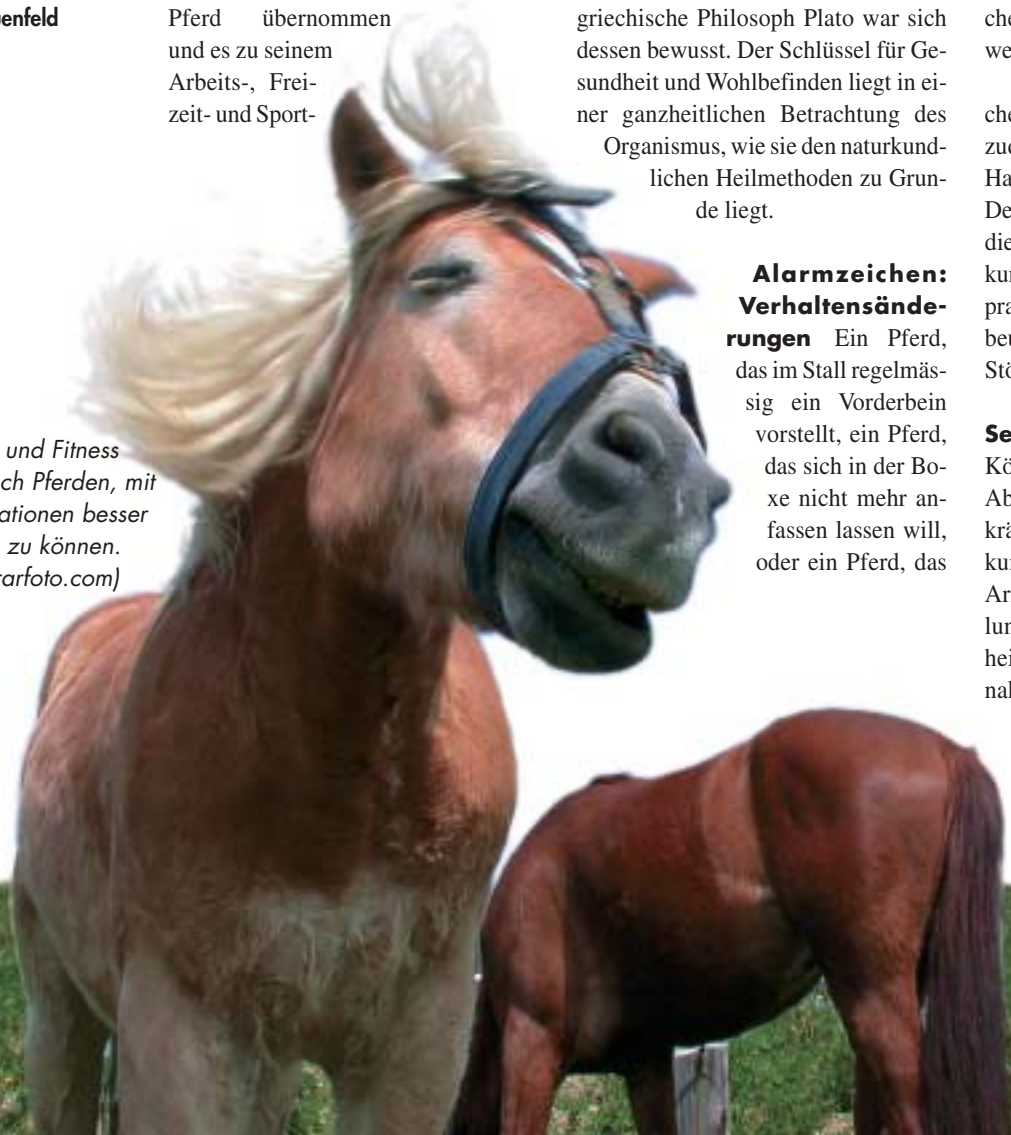 enfeld
und Fitness
ch Pferden, mit
ationen besser
zu können.
arfoto.com)
Pferd übernommen
und es zu seinem
Arbeits-, Frei-
zeit- und Sport-
griechische Philosoph Plato war sich
dessen bewusst. Der Schlüssel für Ge-
sundheit und Wohlbefinden liegt in ei-
ner ganzheitlichen Betrachtung des
Organismus, wie sie den naturkund-
lichen Heilmethoden zu Grun-
de liegt.
Alarmzeichen:
Verhaltensände-
rungen Ein Pferd,
das im Stall regelmäs-
sig ein Vorderbein
vorstellt, ein Pferd,
das sich in der Bo-
xe nicht mehr an-
fassen lassen will,
oder ein Pferd, das
che
we
che
zu
Ha
De
die
ku
pra
be
Stö
Se
Kö
Ab
krä
ku
Ar
lu
hei
na